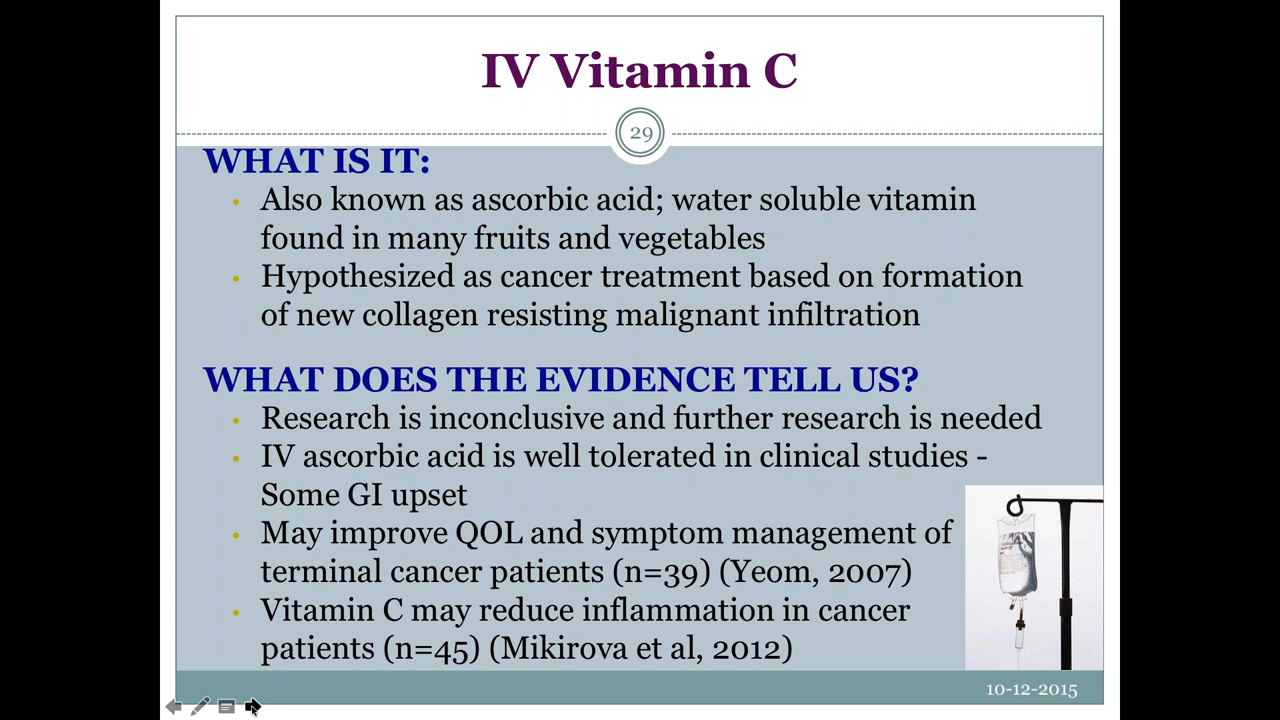 IV Vitamin C
29
WHAT IS IT:
• Also known as ascorbic acid; water soluble vitamin
found in many fruits and vegetables
• Hypothesized as cancer treatment based on formation
of new collagen resisting malignant infiltration
WHAT DOES THE EVIDENCE TELL US?
• Research is inconclusive and further research is needed
• IV ascorbic acid is well tolerated in clinical studies -
Some GI upset
• May improve QOL and symptom management of
terminal cancer patients (n=39) (Yeom, 2007)
• Vitamin C may reduce inflammation in cancer
patients (n=45) (Mikirova et al, 2012)
10-12-2015